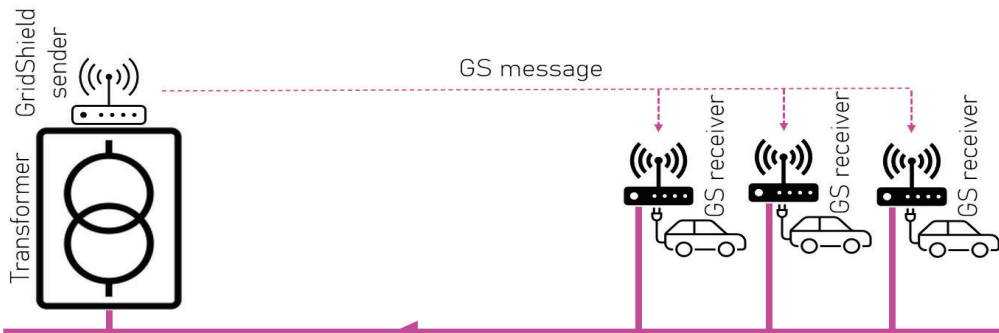 GridShield
sender
GS message
Transformer
GS receiver
GS receiver
GS receiver